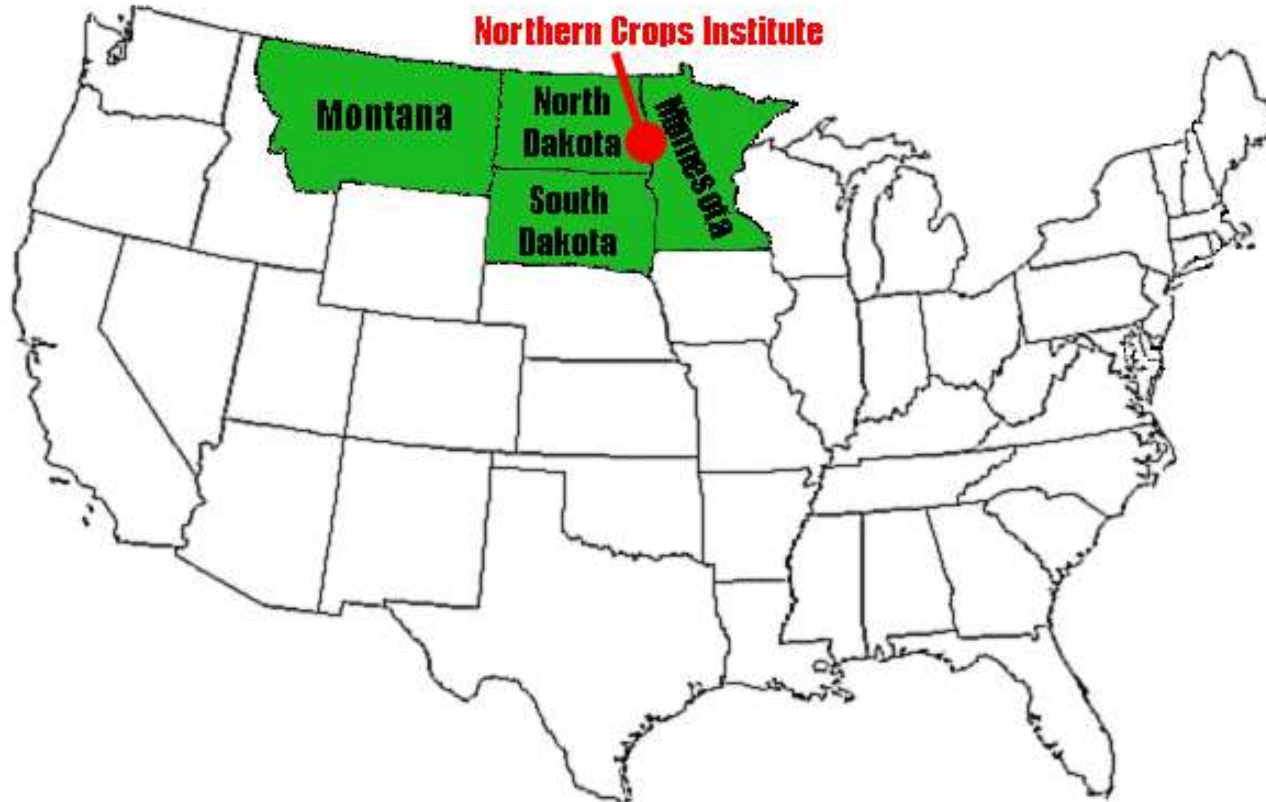 Northern Crops Institute
Montana
North
Dakota
Minnesota
South
Dakota